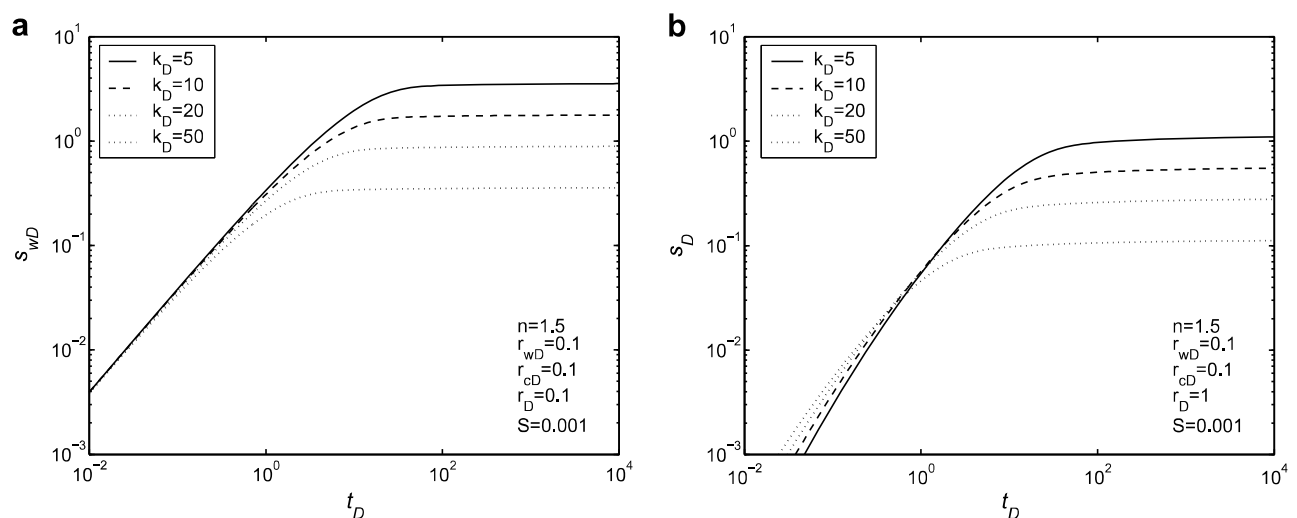 a
10^1
10^0
10^-1
10^-2
10^-3
s_wD
k_D=5
k_D=10
k_D=20
k_D=50
n=1.5
r_wD=0.1
r_cD=0.1
r_D=0.1
S=0.001
10^-2
10^0
10^2
10^4
t_D
b
10^1
10^0
10^-1
10^-2
10^-3
s_D
k_D=5
k_D=10
k_D=20
k_D=50
n=1.5
r_wD=0.1
r_cD=0.1
r_D=1
S=0.001
10^-2
10^0
10^2
10^4
t_D